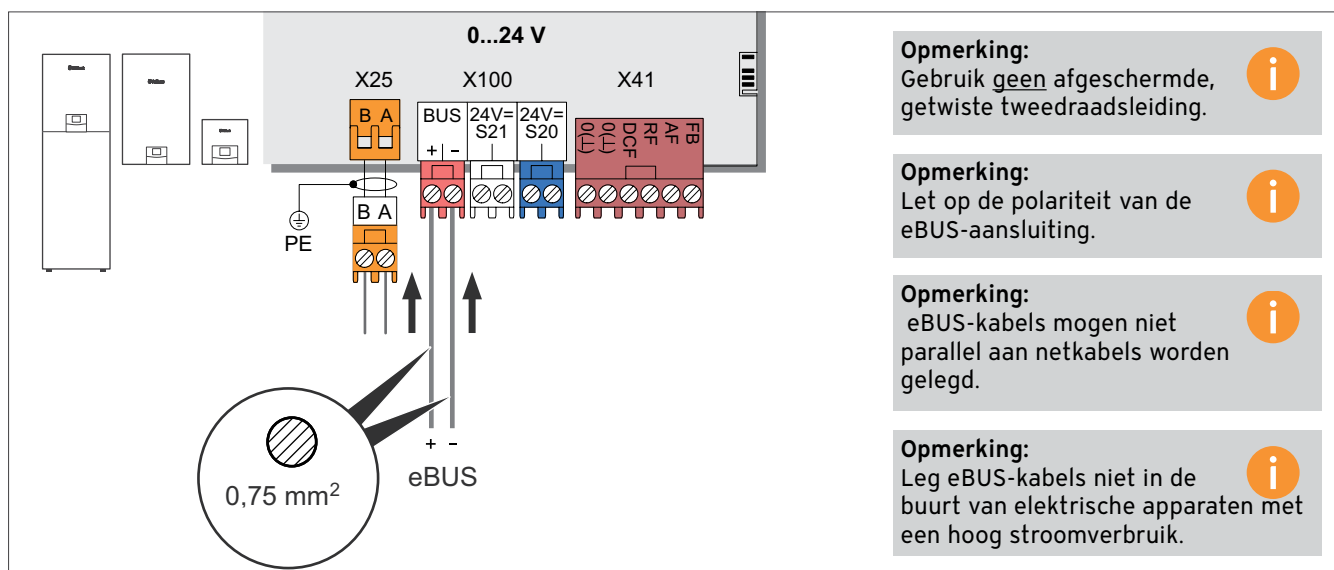 0...24 V
X25
X100
X41
B A
BUS
+ –
24V=
S21
24V=
S20
0(⊥)
0(⊥)
DCF
RF
AF
FB
B A
PE
+ –
eBUS
0,75 mm²
Opmerking:
Gebruik geen afgeschermde,
getwiste tweedraadsleiding.
Opmerking:
Let op de polariteit van de
eBUS-aansluiting.
Opmerking:
eBUS-kabels mogen niet
parallel aan netkabels worden
gelegd.
Opmerking:
Leg eBUS-kabels niet in de
buurt van elektrische apparaten met
een hoog stroomverbruik.